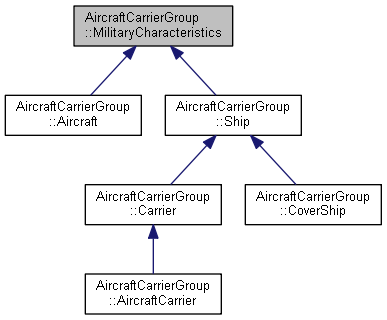 AircraftCarrierGroup
::MilitaryCharacteristics
AircraftCarrierGroup
::Aircraft
AircraftCarrierGroup
::Ship
AircraftCarrierGroup
::Carrier
AircraftCarrierGroup
::CoverShip
AircraftCarrierGroup
::AircraftCarrier